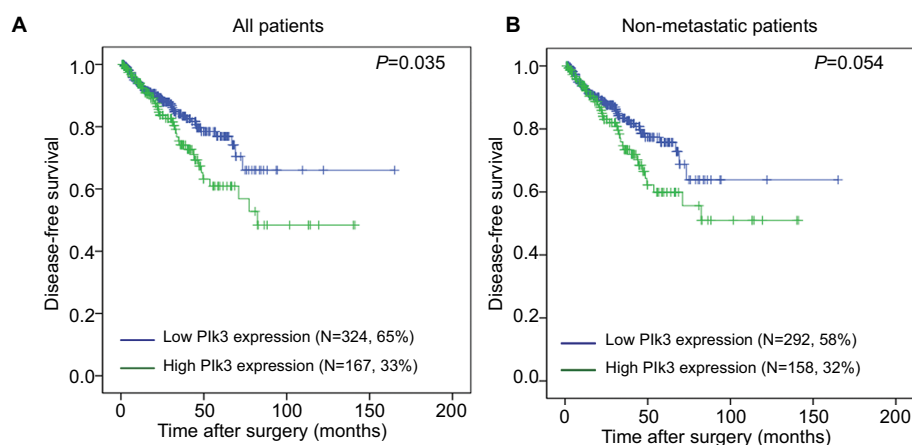 A
All patients
P=0.035
Disease-free survival
1.0
0.8
0.6
0.4
0.2
0.0
Low Plk3 expression (N=324, 65%)
High Plk3 expression (N=167, 33%)
0 50 100 150 200
Time after surgery (months)
B
Non-metastatic patients
P=0.054
Disease-free survival
1.0
0.8
0.6
0.4
0.2
0.0
Low Plk3 expression (N=292, 58%)
High Plk3 expression (N=158, 32%)
0 50 100 150 200
Time after surgery (months)